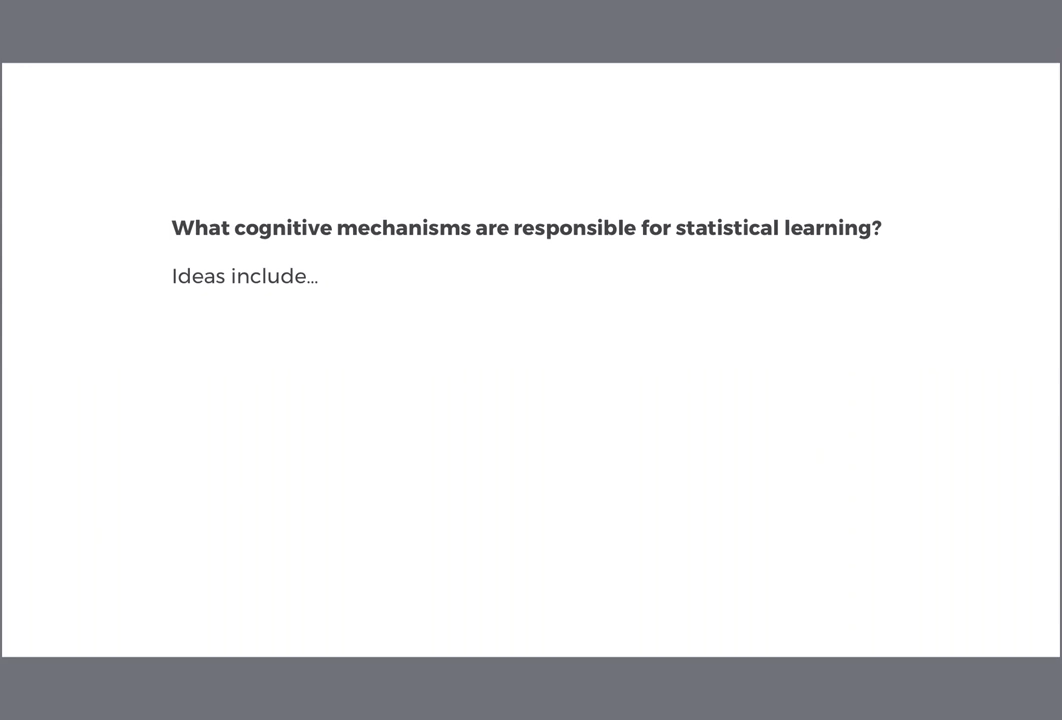 What cognitive mechanisms are responsible for statistical learning?
Ideas include...